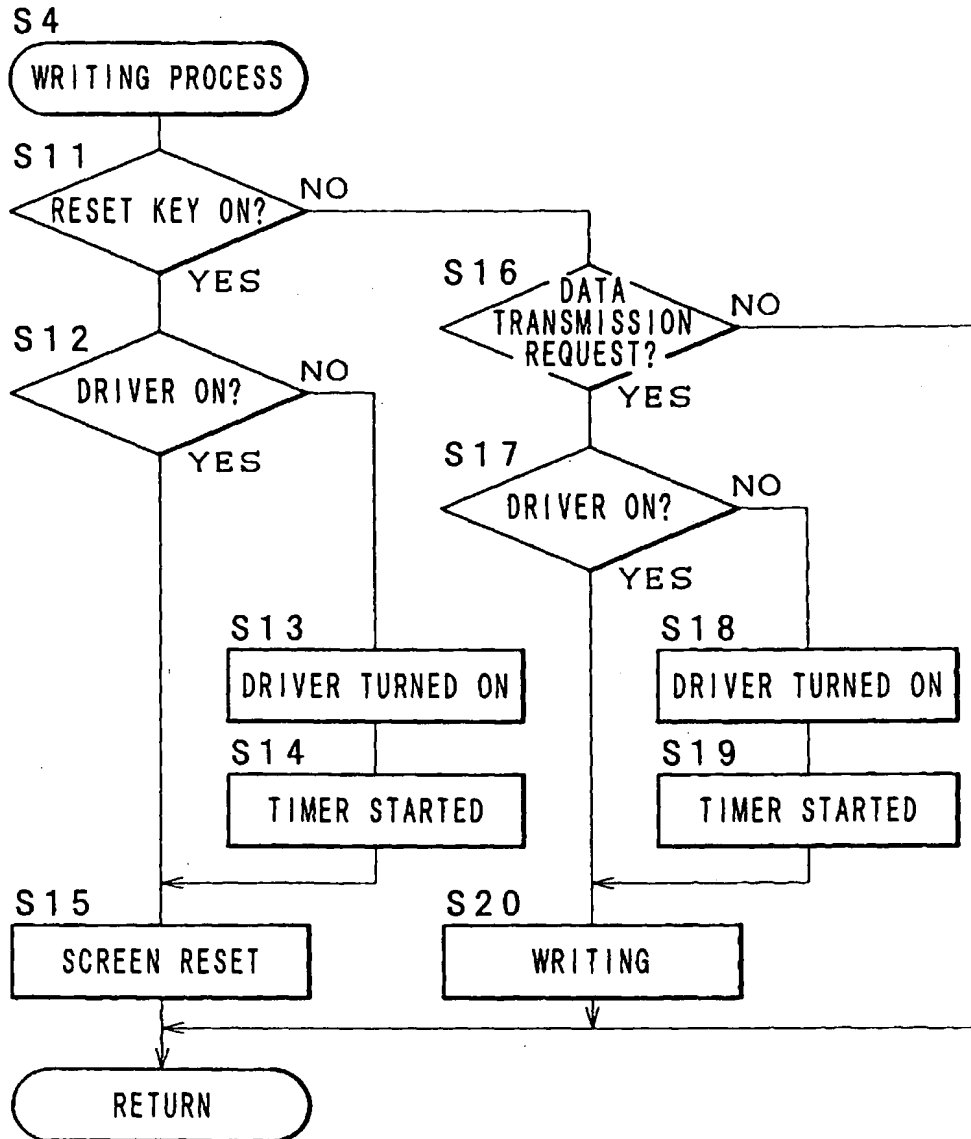 S4
WRITING PROCESS
S11
RESET KEY ON?
NO
YES
S12
DRIVER ON?
NO
YES
S13
DRIVER TURNED ON
S14
TIMER STARTED
S15
SCREEN RESET
S16
DATA
TRANSMISSION
REQUEST?
NO
YES
S17
DRIVER ON?
NO
YES
S18
DRIVER TURNED ON
S19
TIMER STARTED
S20
WRITING
RETURN